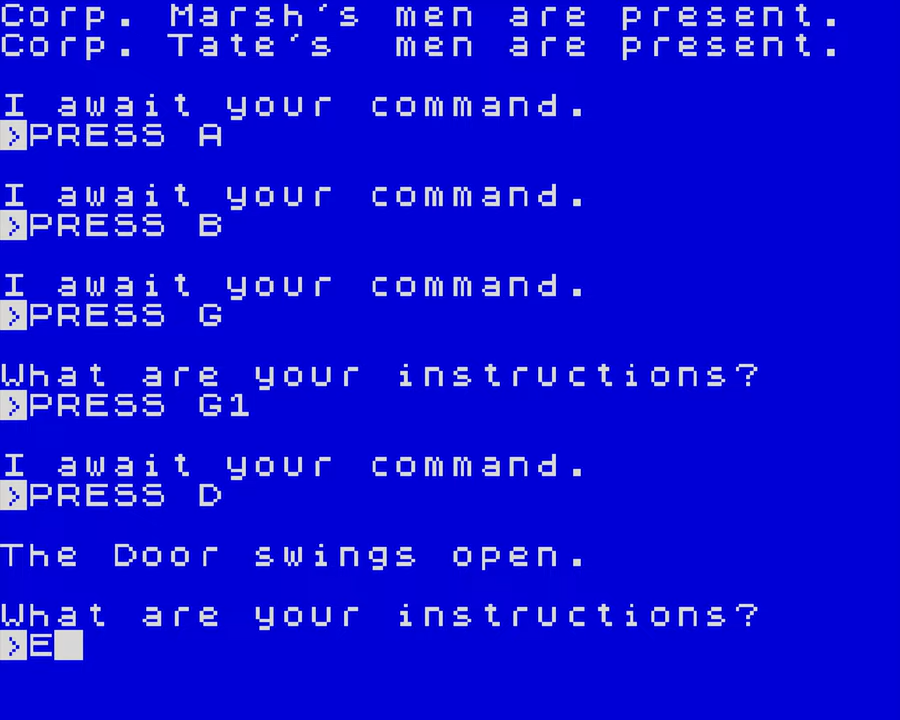 Corp. Marsh's men are present.
Corp. Tate's  men are present.
I await your command.
>PRESS A
I await your command.
>PRESS B
I await your command.
>PRESS G
What are your instructions?
>PRESS G1
I await your command.
>PRESS D
The Door swings open.
What are your instructions?
>E